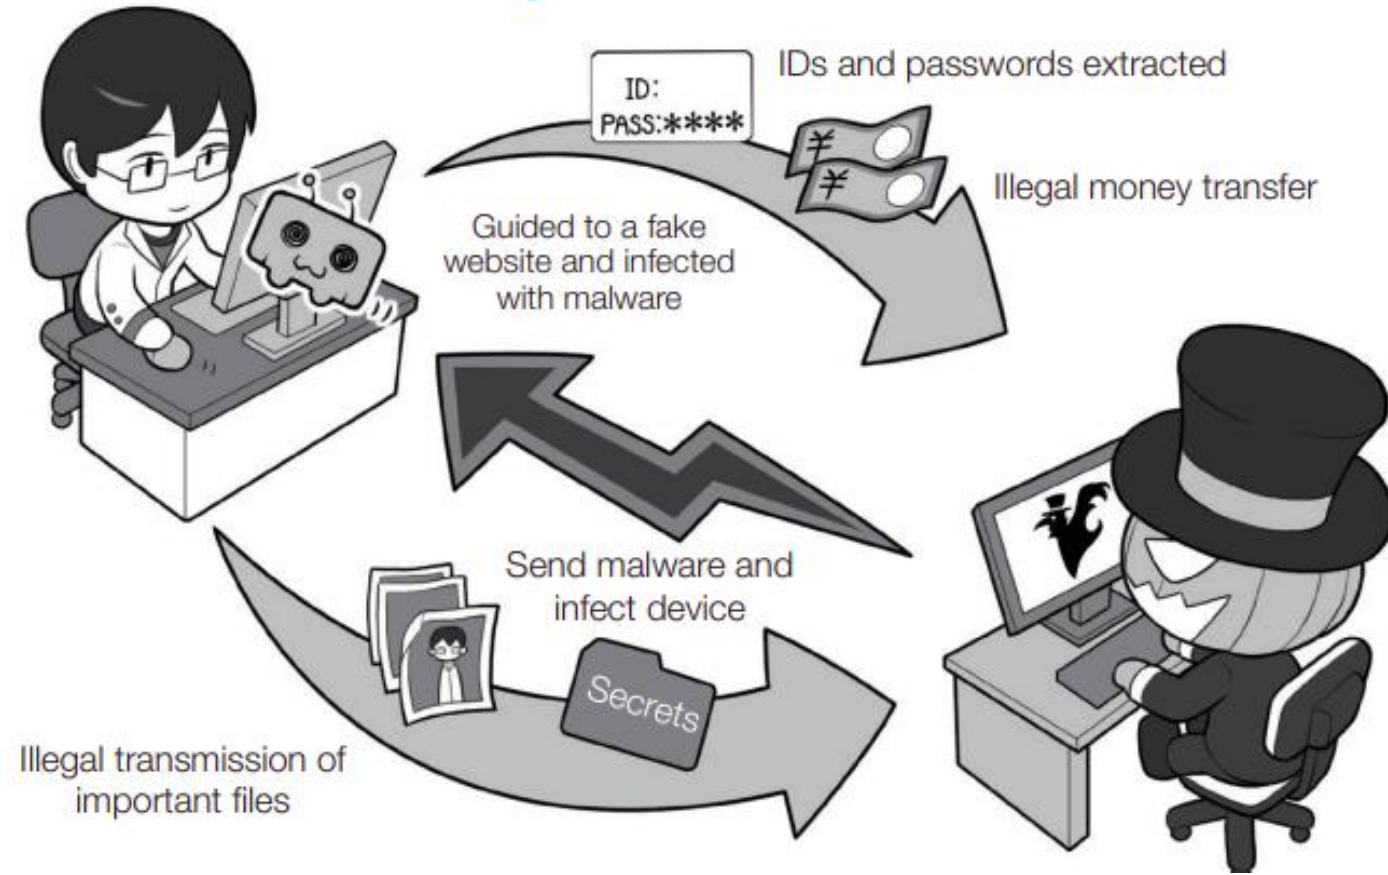 ID:
PASS:****
IDs and passwords extracted
¥
¥
Illegal money transfer
Guided to a fake
website and infected
with malware
Send malware and
infect device
Secrets
Illegal transmission of
important files